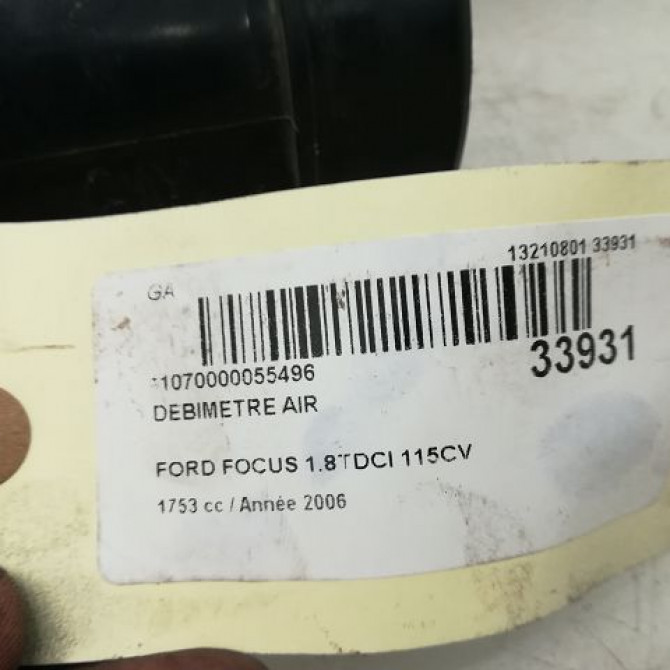 13210801 33931
GA
33931
-1070000055496
DEBIMETRE AIR
FORD FOCUS 1.8TDCI 115CV
1753 cc / Année 2006